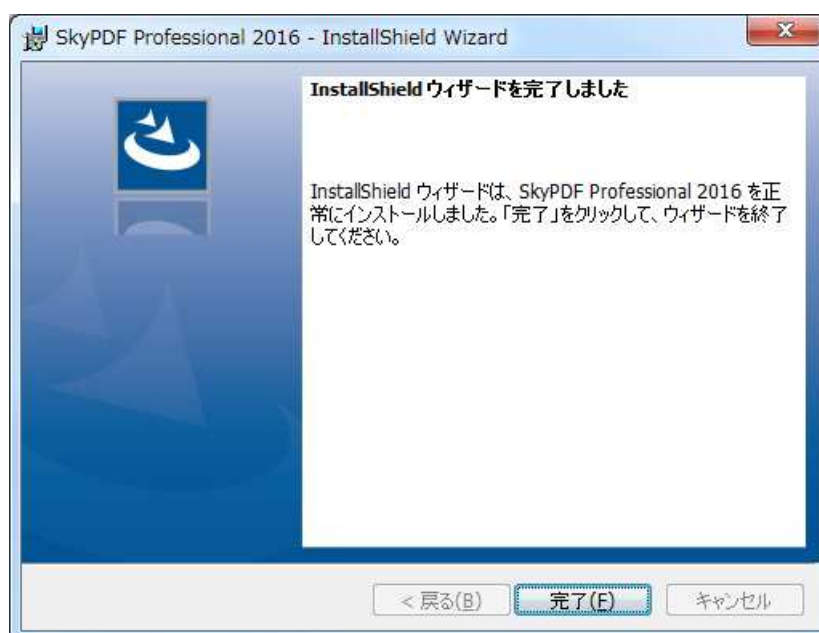 SkyPDF Professional 2016 - InstallShield Wizard
InstallShield ウィザードを完了しました
InstallShield ウィザードは、SkyPDF Professional 2016 を正
常にインストールしました。「完了」をクリックして、ウィザードを終了
してください。
< 戻る(B)
完了(F)
キャンセル